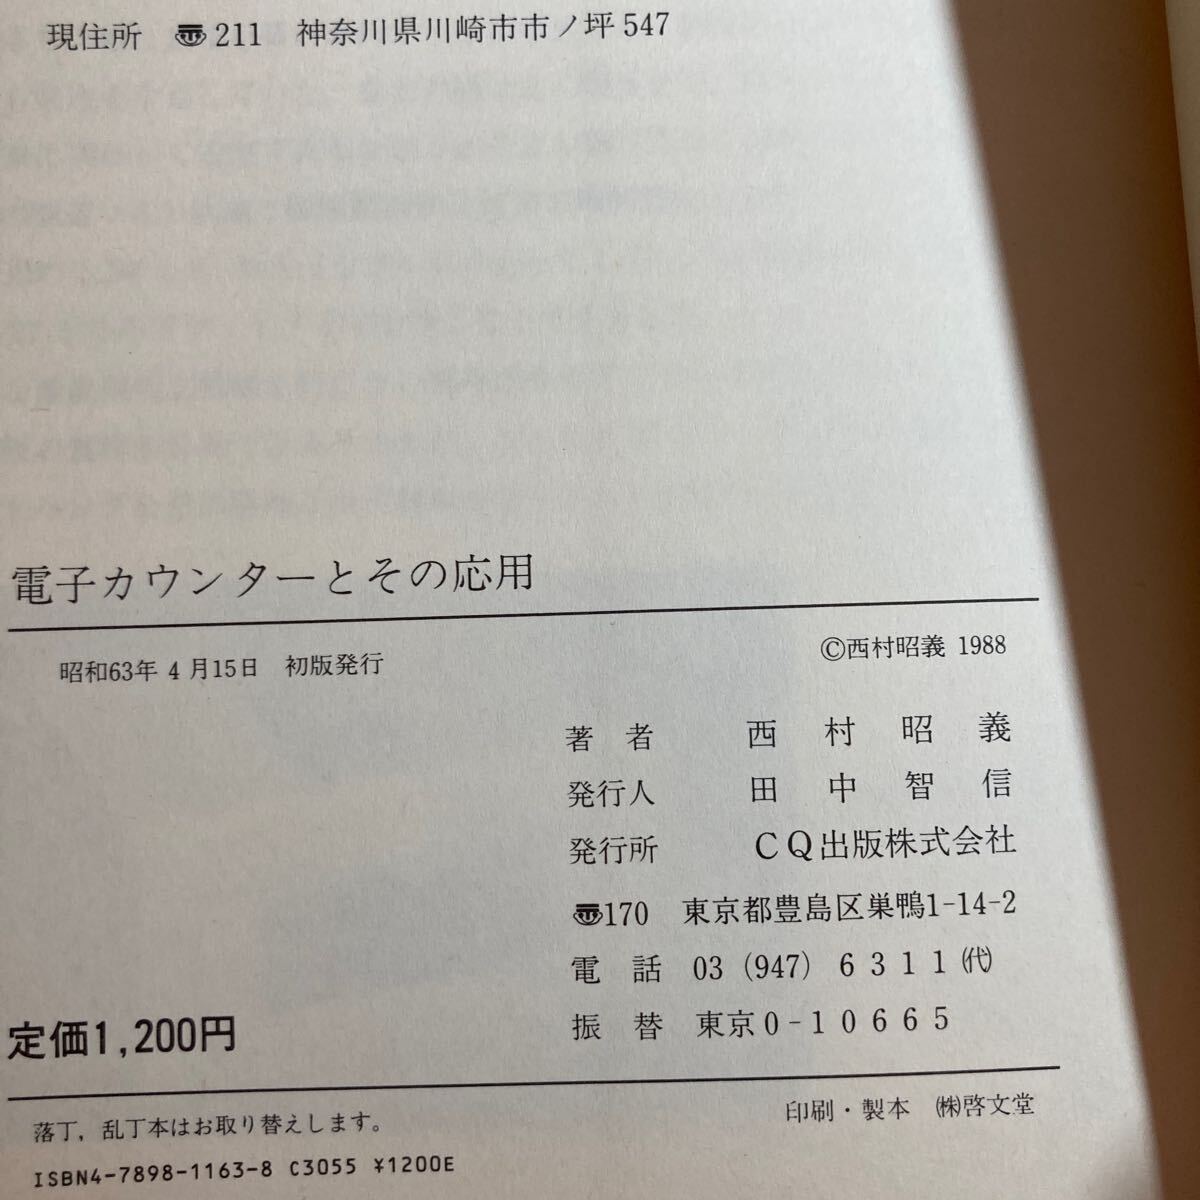 現住所 〠211 神奈川県川崎市市ノ坪547
電子カウンターとその応用
昭和63年4月15日 初版発行
©西村昭義 1988
著者 西村昭義
発行人 田中智信
発行所 CQ出版株式会社
〠170 東京都豊島区巣鴨1-14-2
電話 03 (947) 6311㈹
振替 東京0-10665
定価1,200円
落丁,乱丁本はお取り替えします。
印刷・製本 ㈱啓文堂
ISBN4-7898-1163-8 C3055 ¥1200E